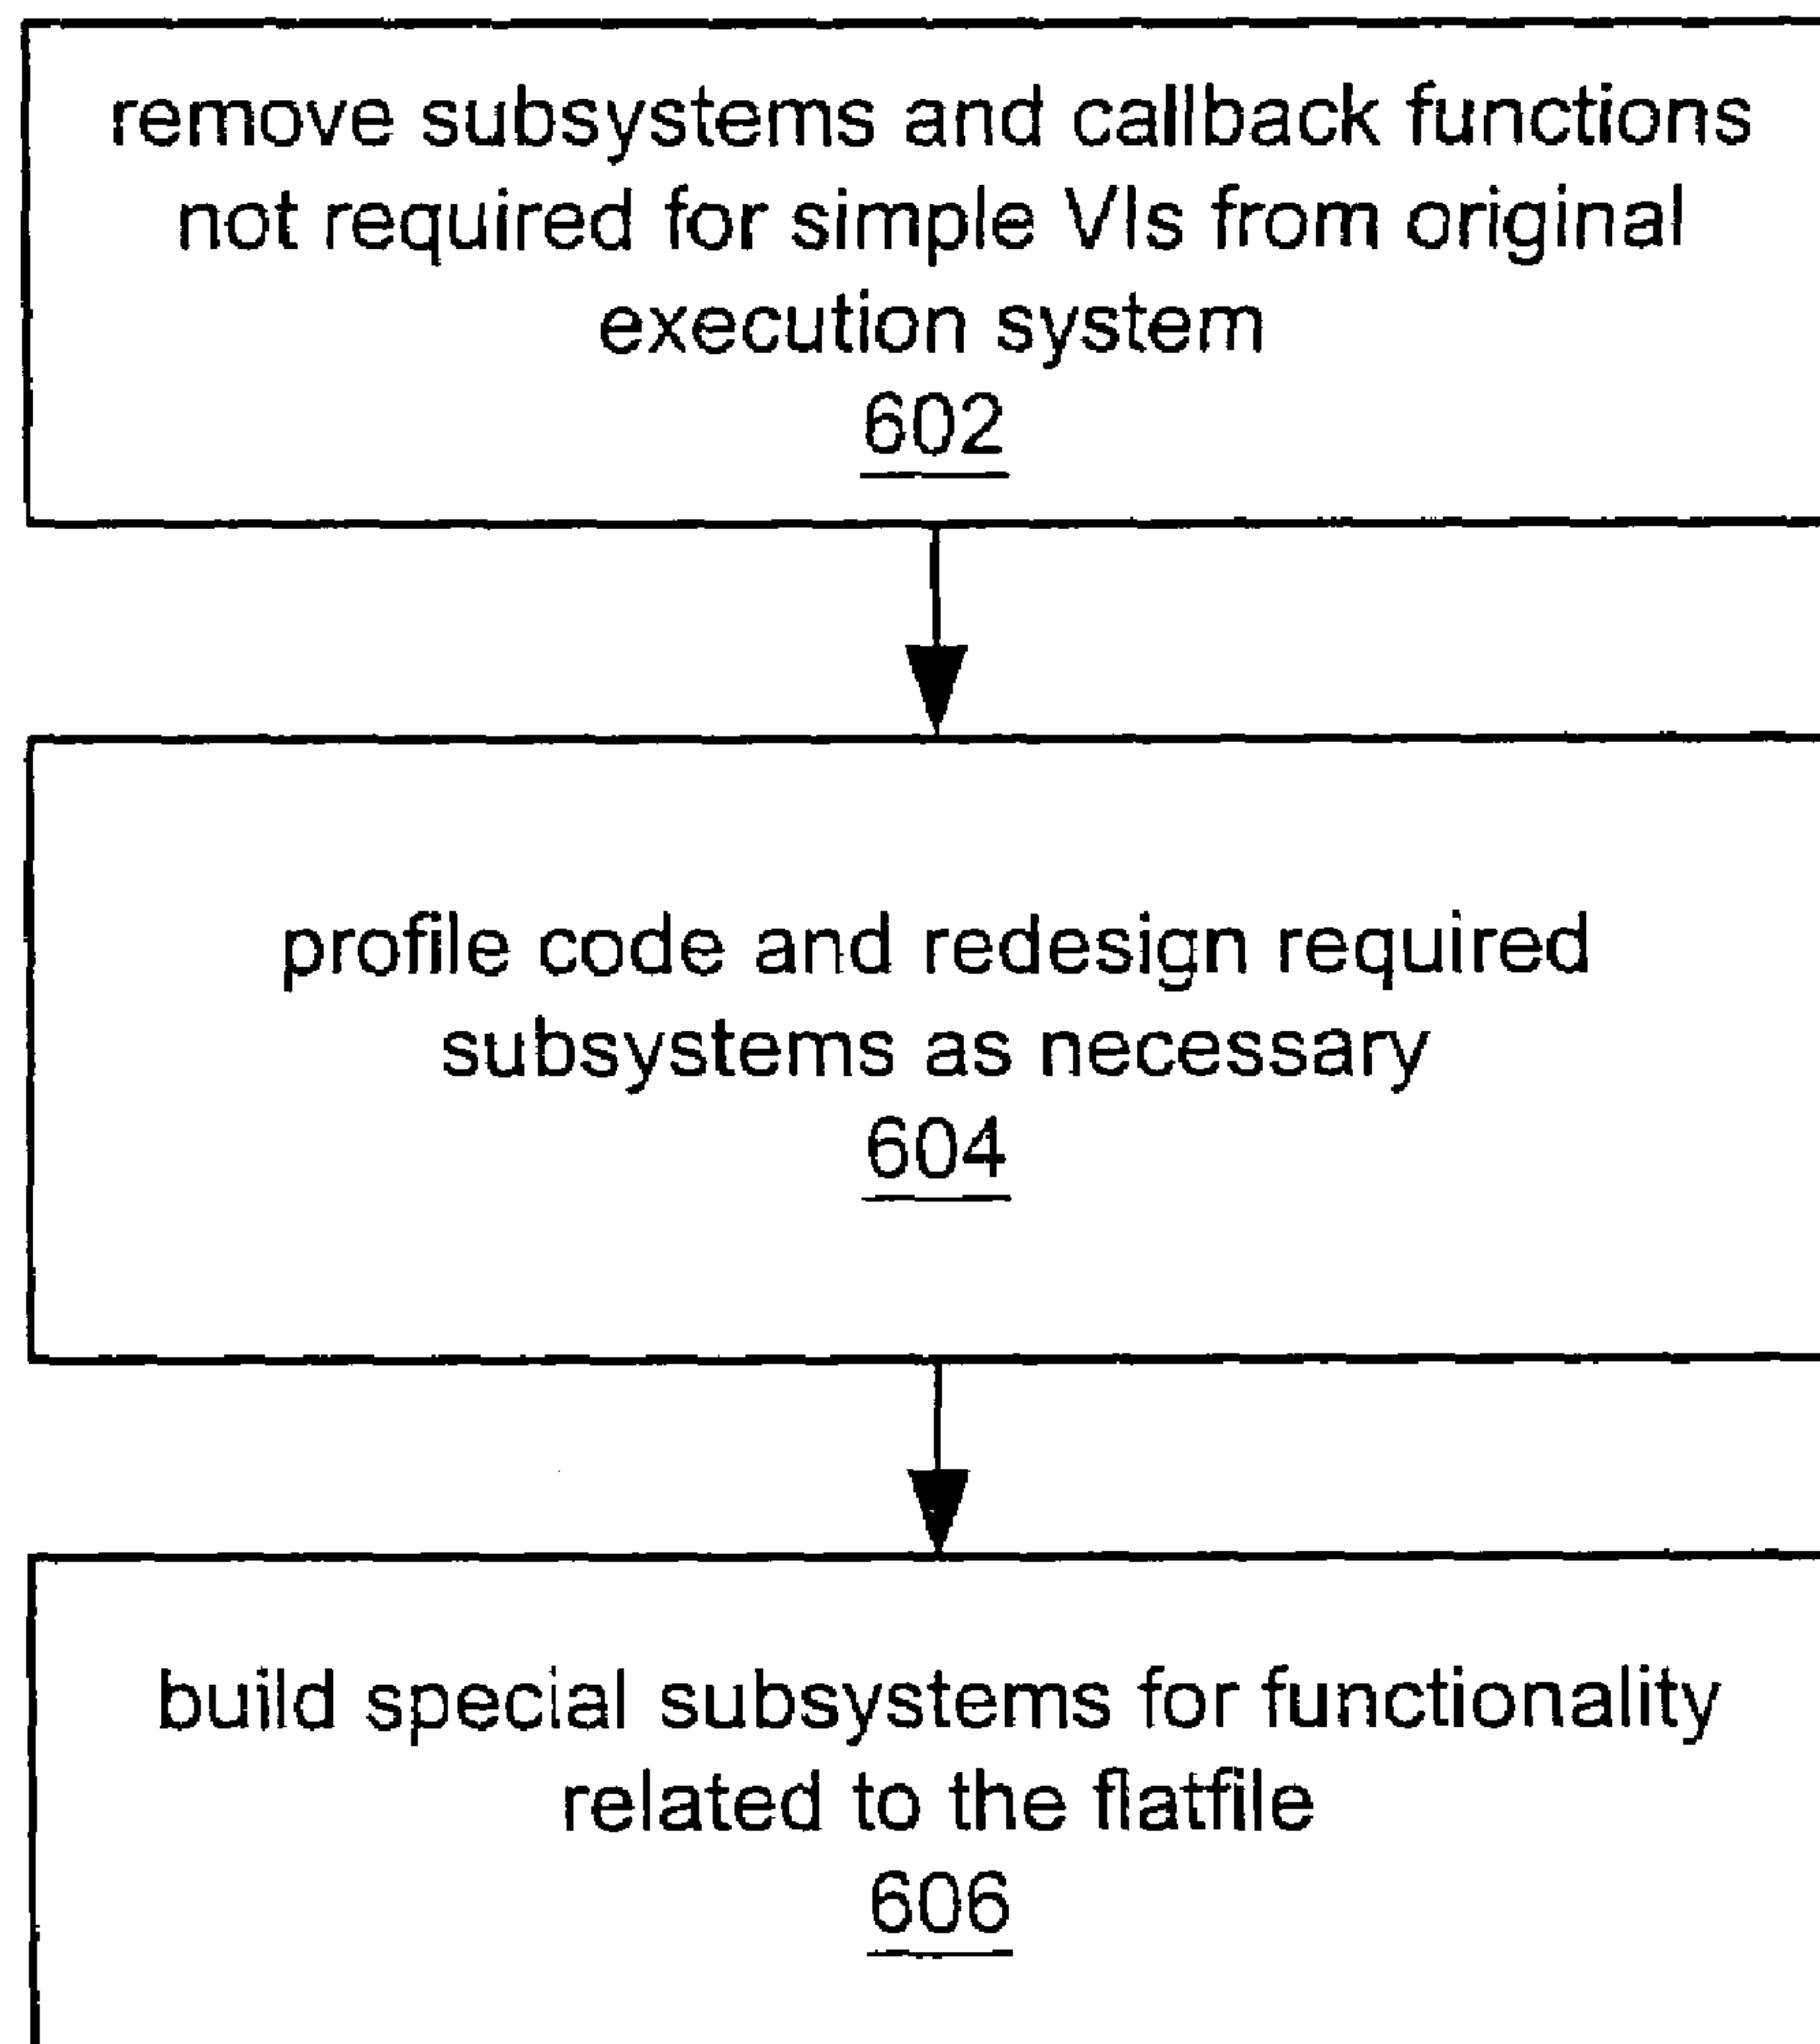 remove subsystems and callback functions
not required for simple VIs from original
execution system
602
profile code and redesign required
subsystems as necessary
604
build special subsystems for functionality
related to the flatfile
606